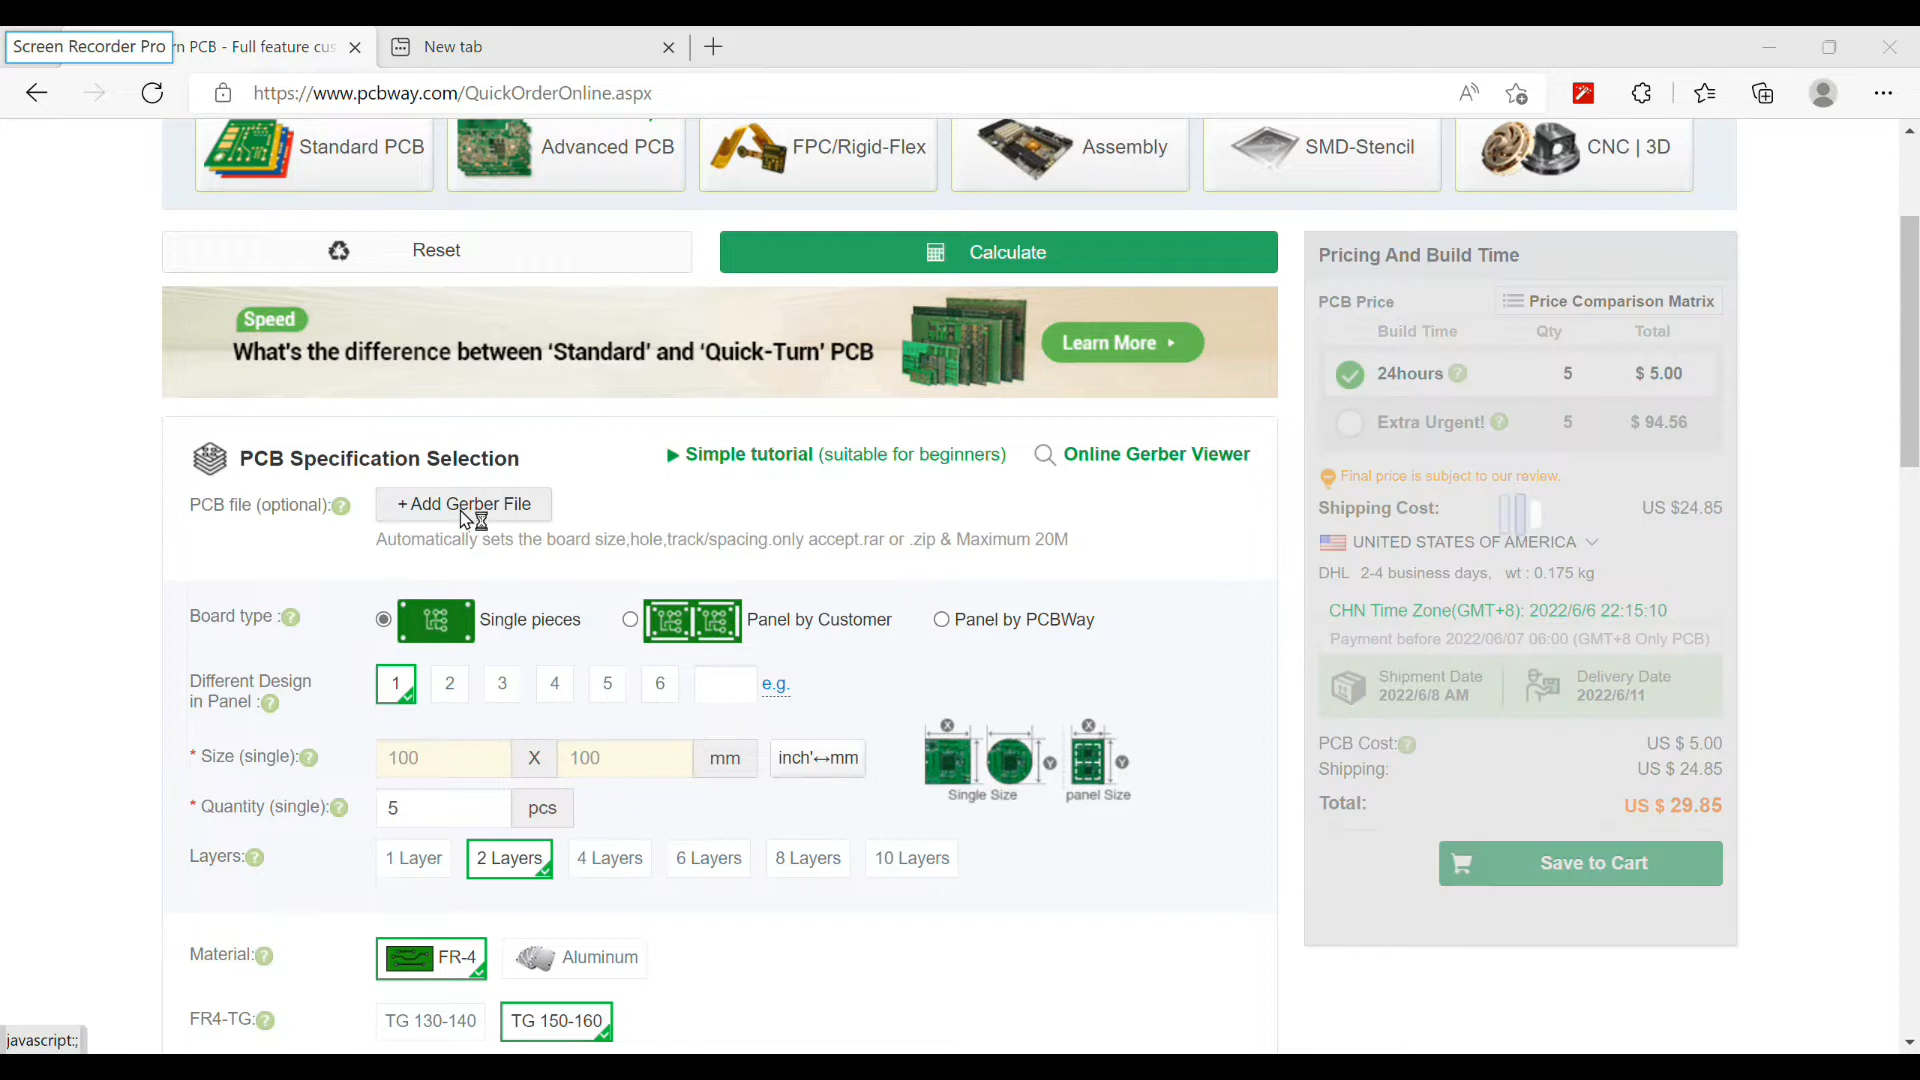 Screen Recorder Pro
rn PCB - Full feature cus
New tab
https://www.pcbway.com/QuickOrderOnline.aspx
Standard PCB
Advanced PCB
FPC/Rigid-Flex
Assembly
SMD-Stencil
CNC | 3D
Reset
Calculate
Speed
What's the difference between ‘Standard’ and ‘Quick-Turn’ PCB
Learn More
PCB Specification Selection
Simple tutorial (suitable for beginners)
Online Gerber Viewer
PCB file (optional):
+ Add Gerber File
Automatically sets the board size,hole,track/spacing.only accept.rar or .zip & Maximum 20M
Board type :
Single pieces
Panel by Customer
Panel by PCBWay
Different Design
in Panel :
1 2 3 4 5 6
e.g.
* Size (single):
100 X 100 mm
inch'↔mm
Single Size
panel Size
* Quantity (single):
5 pcs
Layers:
1 Layer
2 Layers
4 Layers
6 Layers
8 Layers
10 Layers
Material:
FR-4
Aluminum
FR4-TG:
TG 130-140
TG 150-160
Pricing And Build Time
PCB Price
Price Comparison Matrix
Build Time Qty Total
24hours 5 $ 5.00
Extra Urgent! 5 $ 94.56
Final price is subject to our review.
Shipping Cost: US $24.85
UNITED STATES OF AMERICA
DHL 2-4 business days, wt : 0.175 kg
CHN Time Zone(GMT+8): 2022/6/6 22:15:10
Payment before 2022/06/07 06:00 (GMT+8 Only PCB)
Shipment Date
2022/6/8 AM
Delivery Date
2022/6/11
PCB Cost: US $ 5.00
Shipping: US $ 24.85
Total: US $ 29.85
Save to Cart
javascript:;